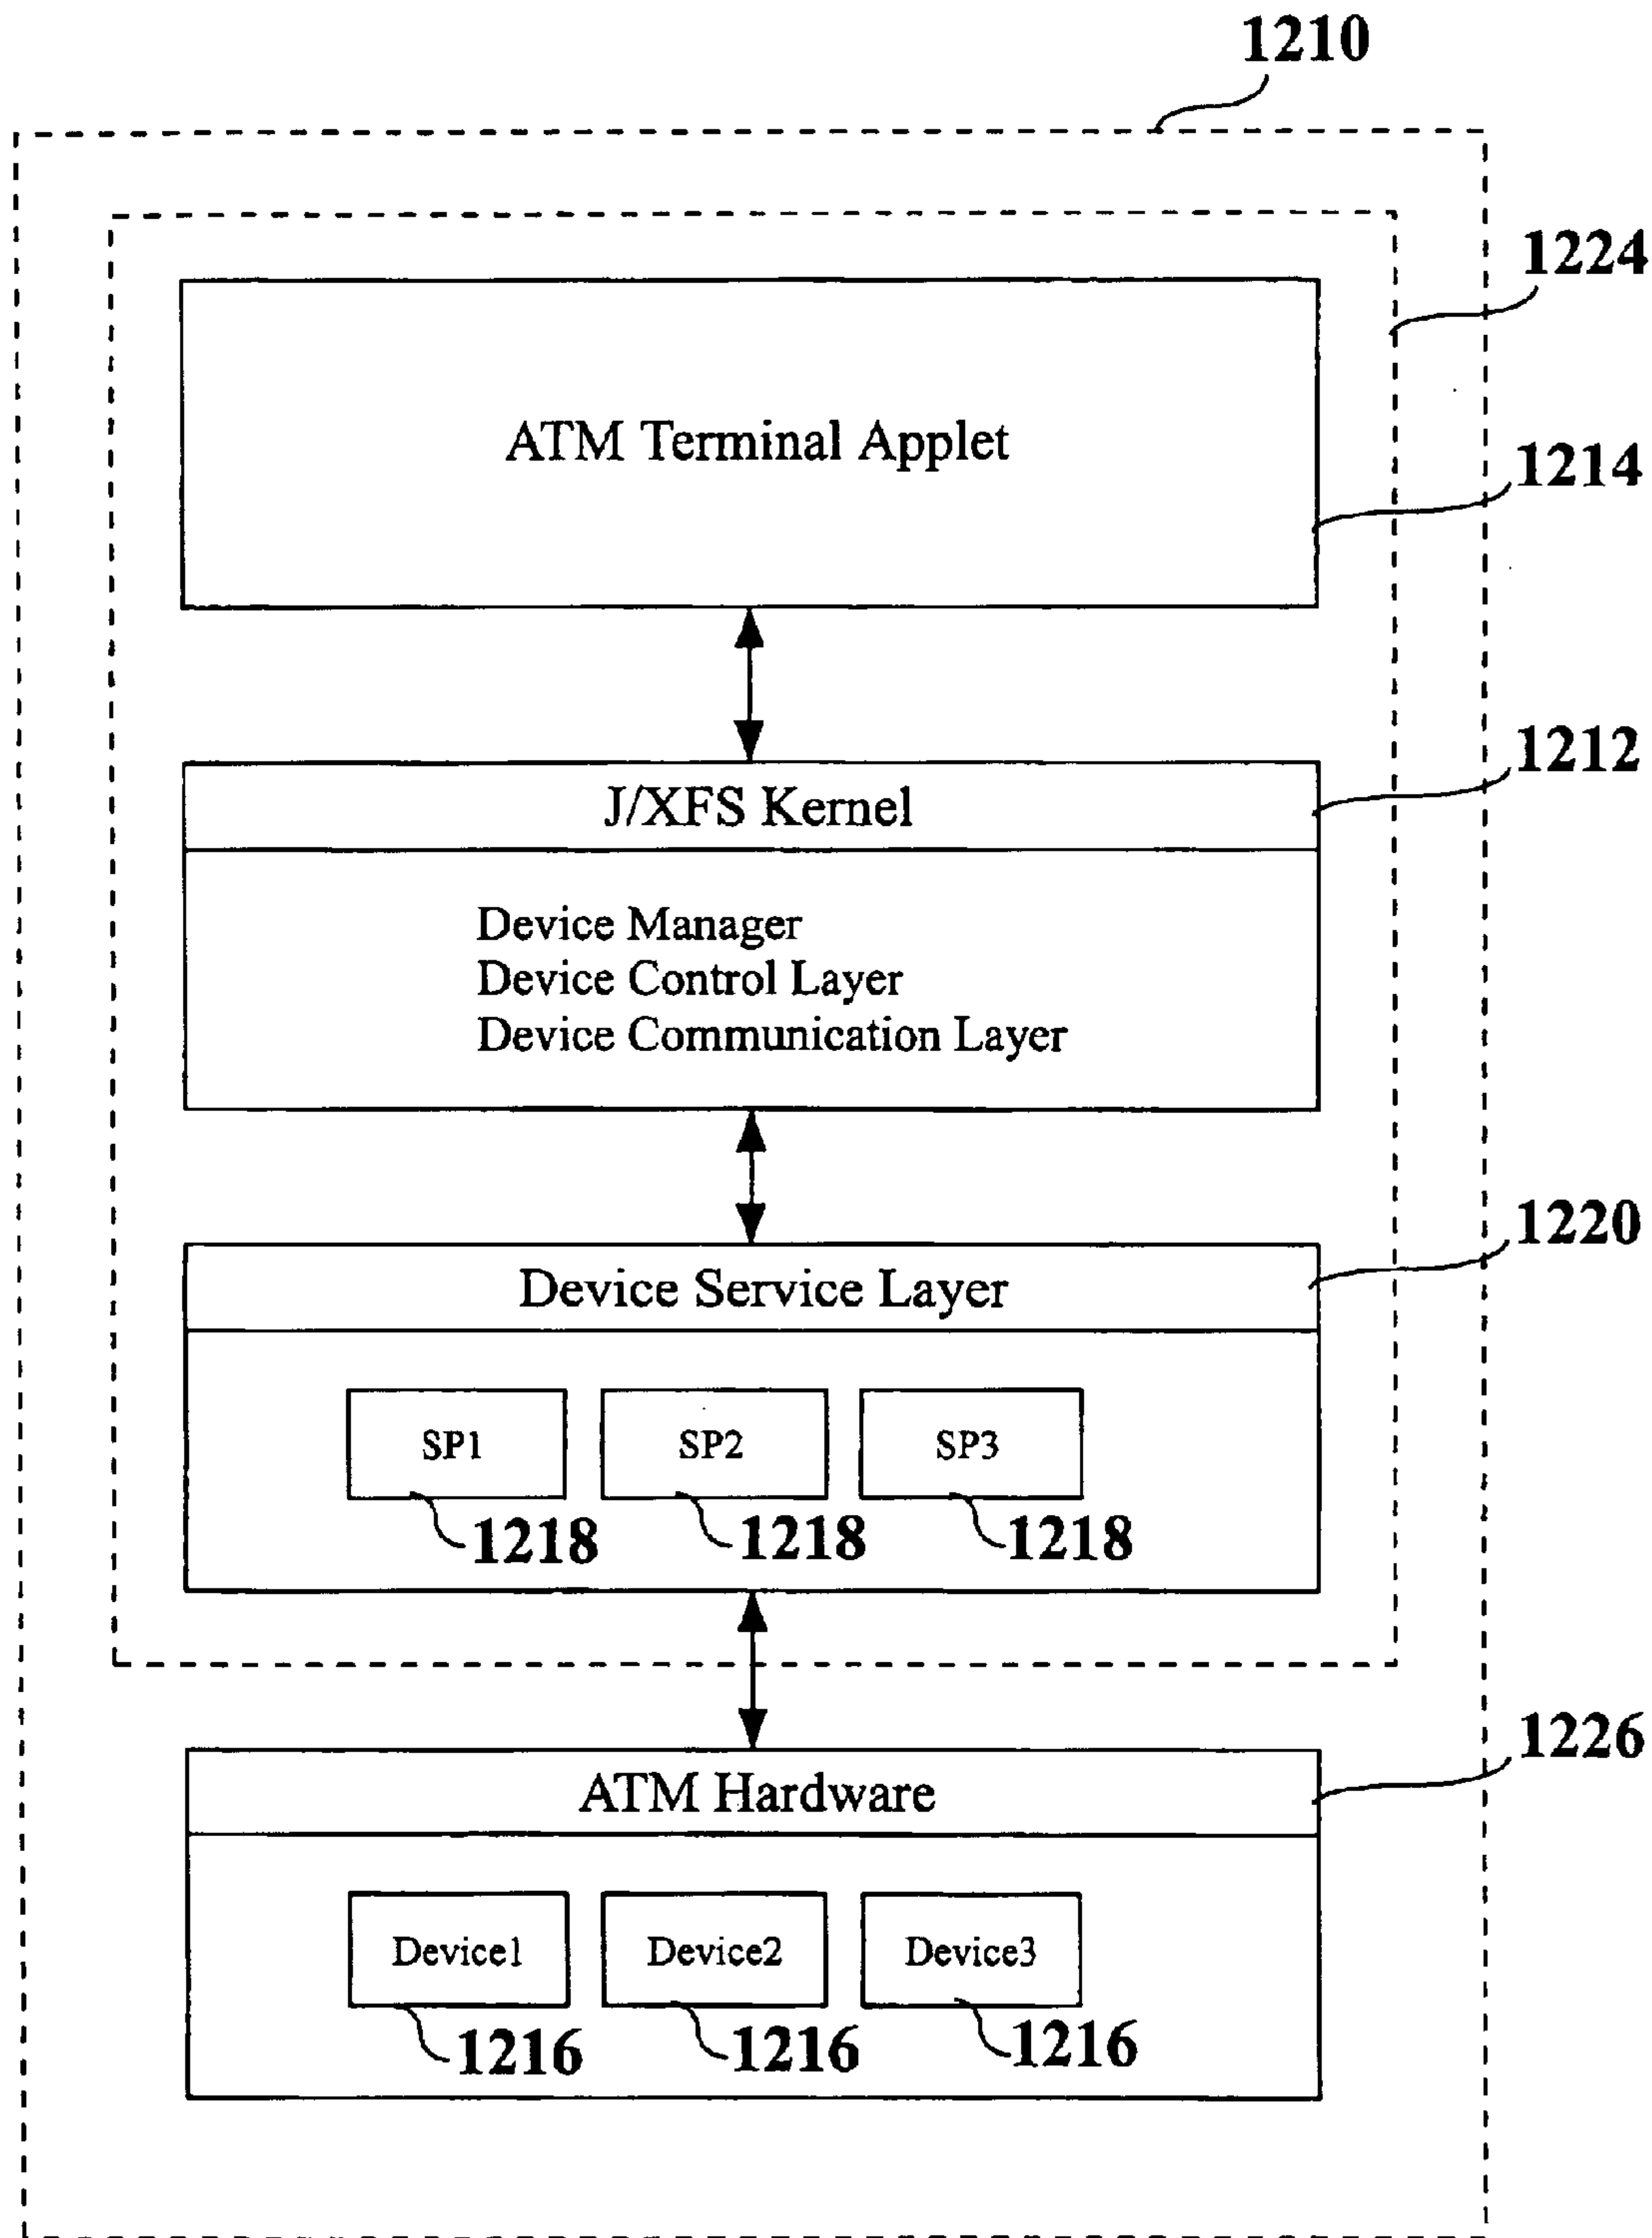 1210
1224
ATM Terminal Applet
1214
1212
J/XFS Kernel
Device Manager
Device Control Layer
Device Communication Layer
1220
Device Service Layer
SP1 SP2 SP3
1218 1218 1218
1226
ATM Hardware
Device1 Device2 Device3
1216 1216 1216